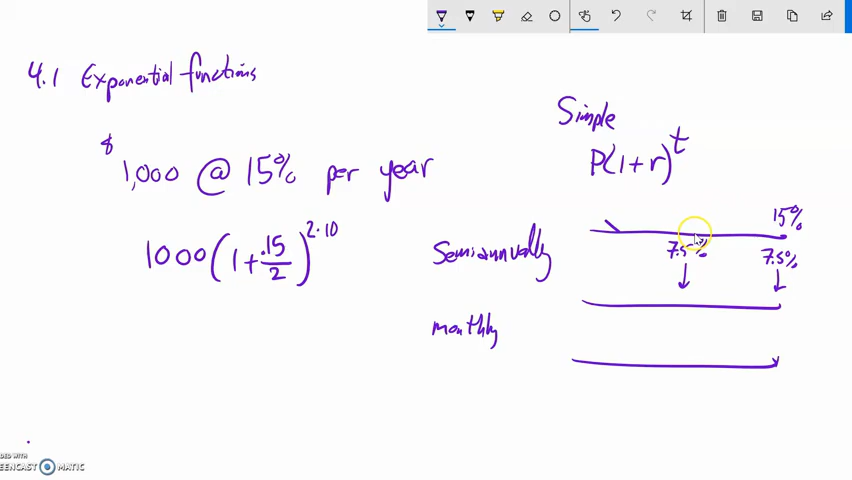 4.1 Exponential functions
$1,000 @ 15% per year
1000(1+.15/2)^2·10
Simple
P(1+r)^t
15%
Semiannually
7.5%
7.5%
monthly